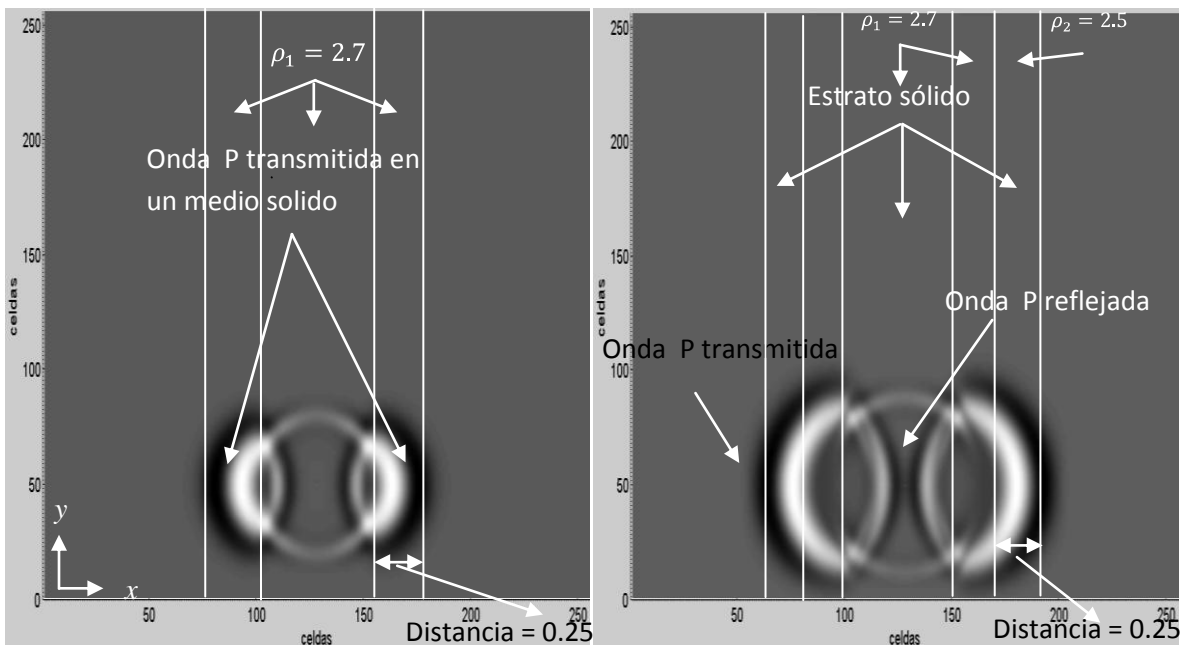 250
200
150
100
50
0
celdas
ρ₁ = 2.7
Onda P transmitida en
un medio solido
y
x
50
100
150
200
250
celdas
Distancia = 0.25
250
200
150
100
50
0
celdas
ρ₁ = 2.7
ρ₂ = 2.5
Estrato sólido
Onda P reflejada
Onda P transmitida
50
100
150
200
250
celdas
Distancia = 0.25